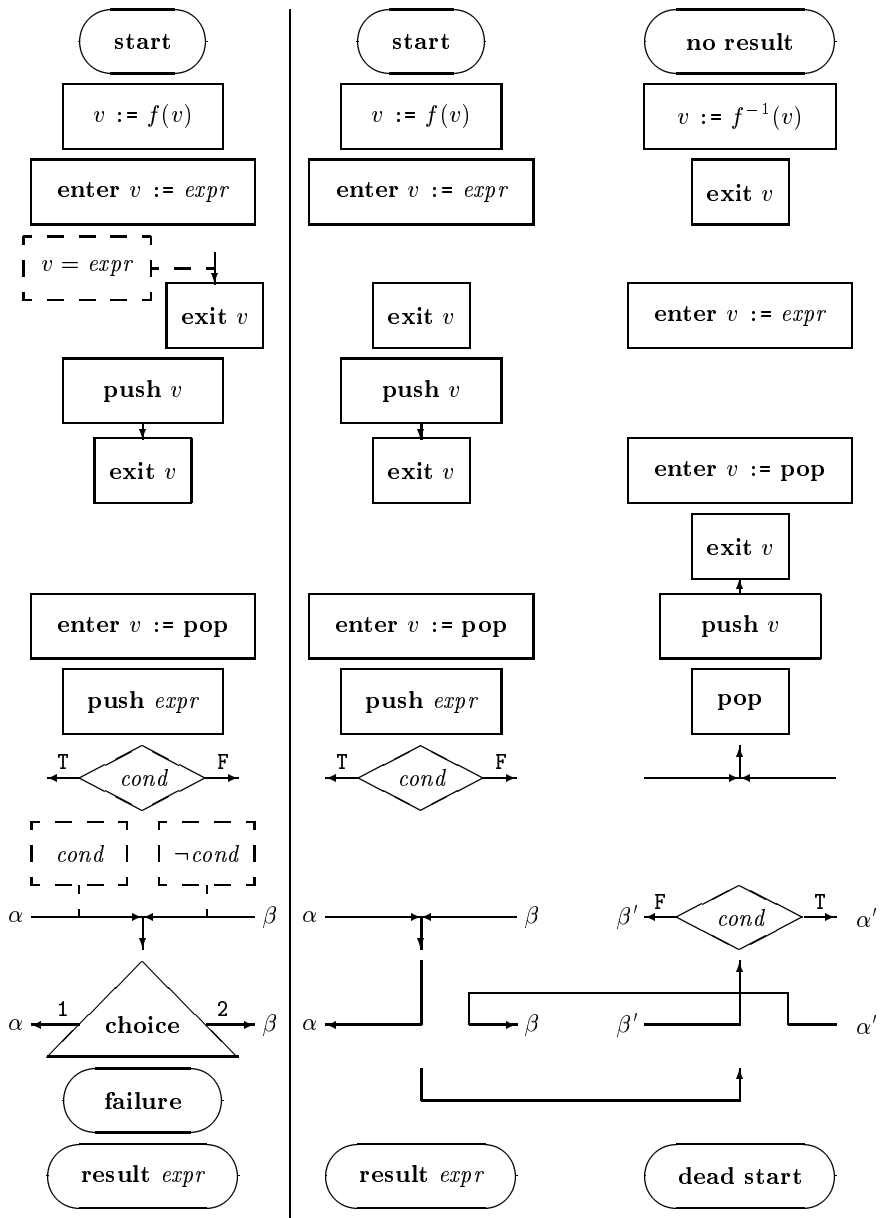 start start no result
v := f(v) v := f(v) v := f⁻¹(v)
enter v := expr enter v := expr exit v
v = expr
exit v exit v enter v := expr
push v push v
exit v exit v enter v := pop
exit v
enter v := pop enter v := pop push v
push expr push expr pop
T cond F T cond F
cond ¬cond
α β α β β′ F cond T α′
α 1 choice 2 β α β β′ α′
failure
result expr result expr dead start